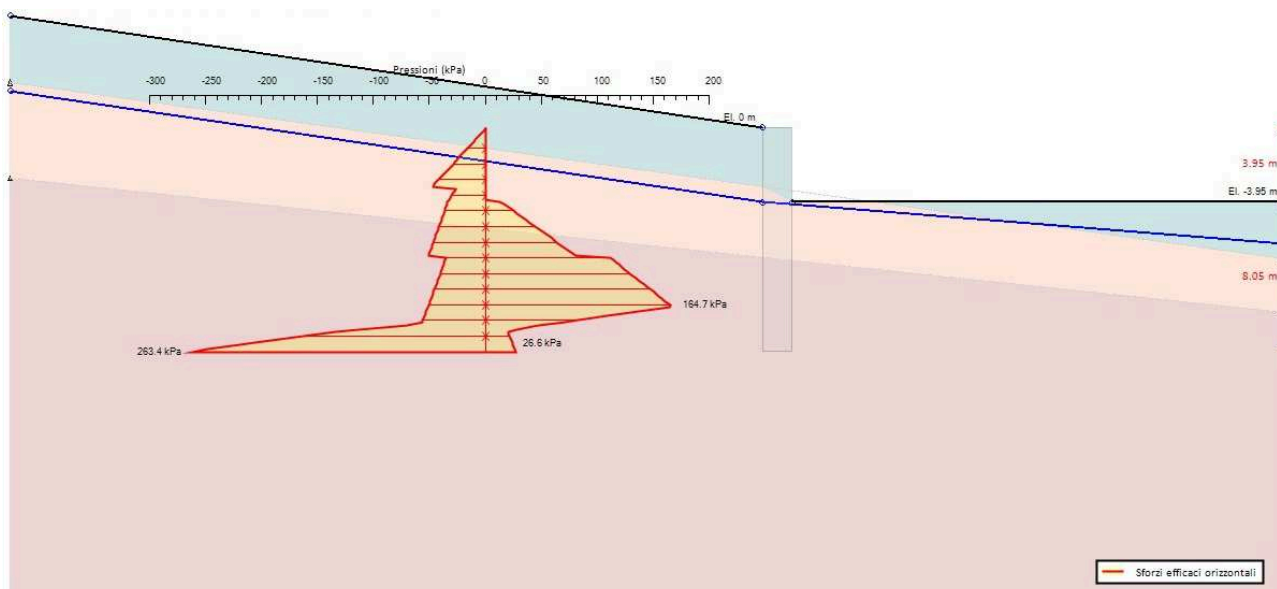 Pressioni (kPa)
-300 -250 -200 -150 -100 -50 0 50 100 150 200
El. 0 m
3.95 m
El. -3.95 m
8.05 m
164.7 kPa
26.6 kPa
263.4 kPa
Sforzi efficaci orizzontali